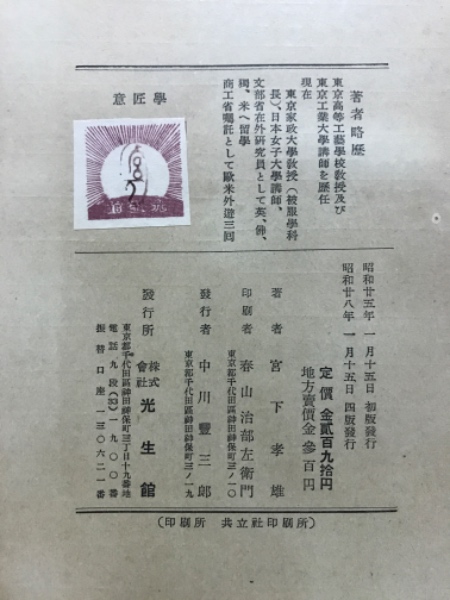 著者略歴
東京高等工藝學校教授及び
東京工業大學講師を歴任
現在
東京家政大學教授(被服學科
長)、日本女子大學講師、
文部省在外研究員として英、佛、
獨、米へ留學
商工省囑託として歐米外遊三回
意匠學
昭和廿五年一月十五日 初版發行
昭和廿八年一月十五日 四版發行
定價 金貳百九拾円
地方賣價金參百円
著者 宮下孝雄
印刷者 春山治部左衛門
東京都千代田區神田神保町三ノ一〇
發行者 中川豐三郎
東京都千代田區神田神保町三ノ一九
發行所 株式會社 光生館
東京都千代田區神田神保町三丁目十九番地
電話九段(33)一九〇〇番
振替口座一三〇六二一番
(印刷所 共立社印刷所)